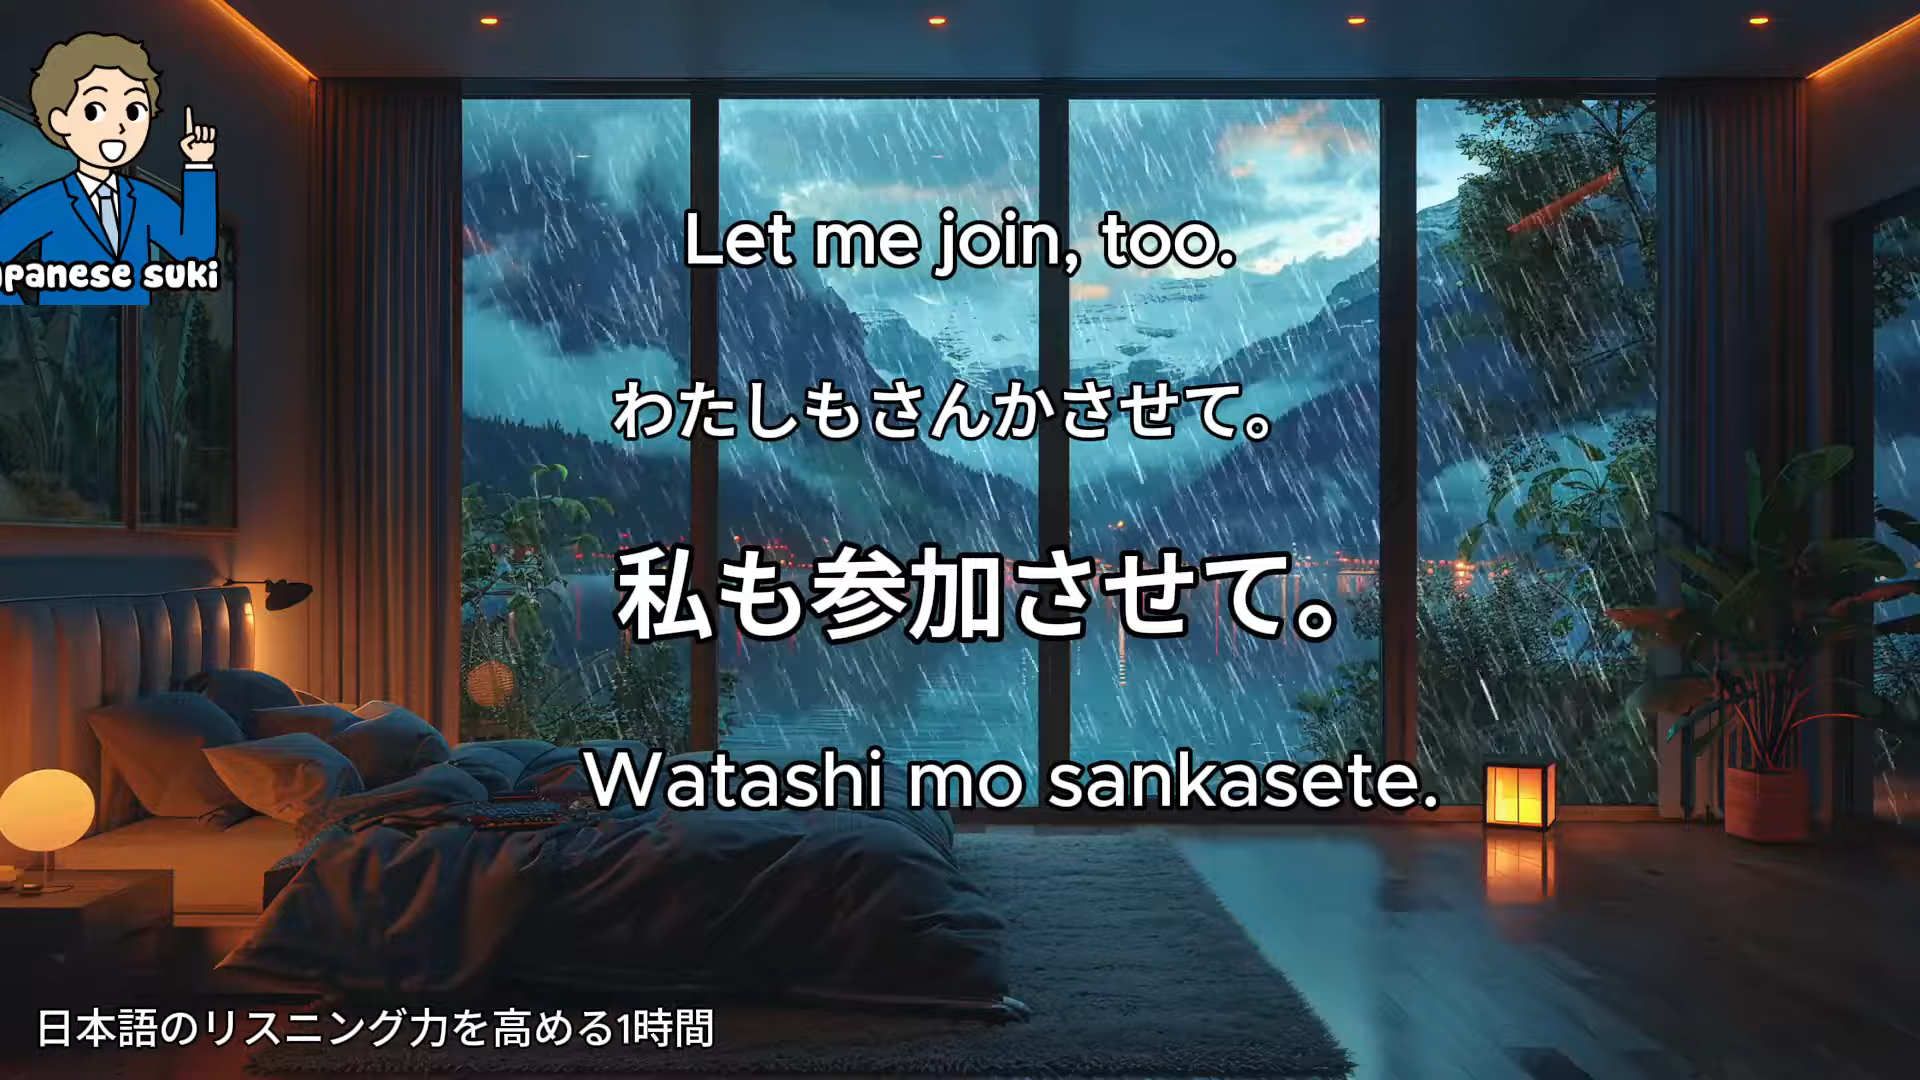 Let me join, too.
わたしもさんかさせて。
私も参加させて。
Watashi mo sankasete.
suki
日本語のリスニング力を高める1時間